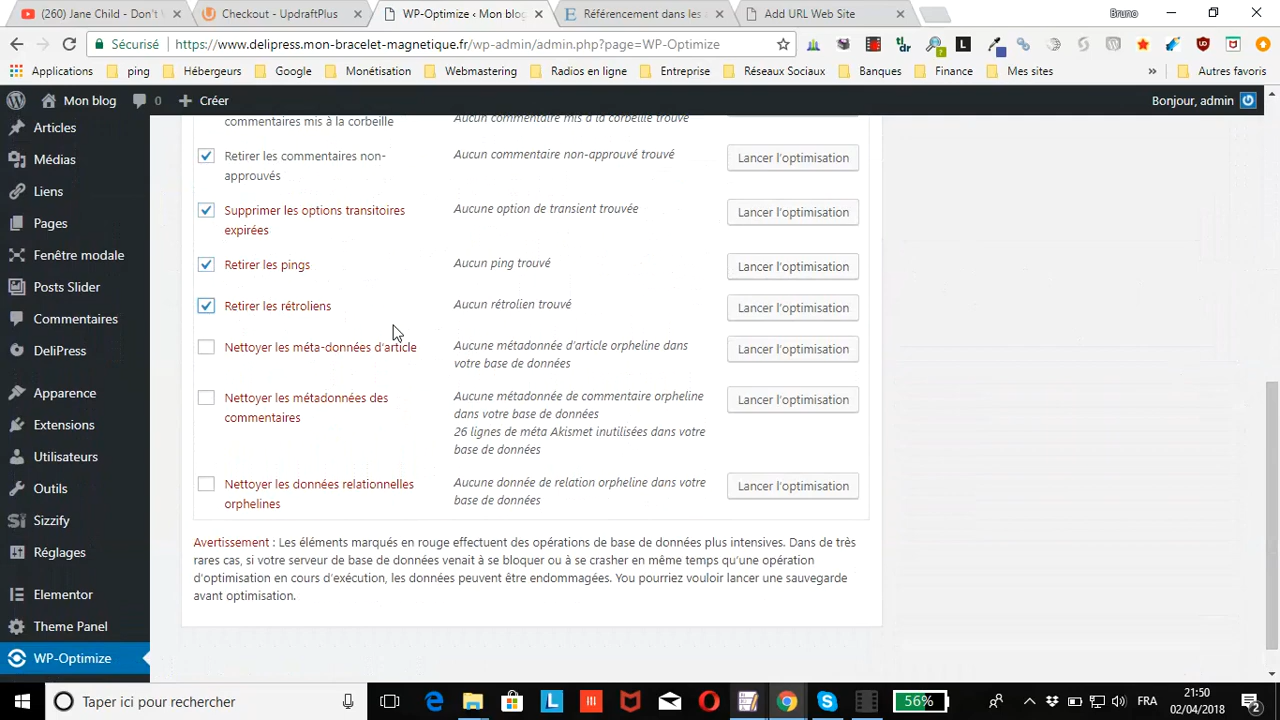 (260) Jane Child - Don't W
Checkout - UpdraftPlus
WP-Optimize ‹ Mon blog
Référencement dans les a
Add URL Web Site
Bruno
Sécurisé
https://www.delipress.mon-bracelet-magnetique.fr/wp-admin/admin.php?page=WP-Optimize
tl;dr
Applications
ping
Hébergeurs
Google
Monétisation
Webmastering
Radios en ligne
Entreprise
Réseaux Sociaux
Banques
Finance
Mes sites
»
Autres favoris
Mon blog
0
Créer
Bonjour, admin
Articles
Médias
Liens
Pages
Fenêtre modale
Posts Slider
Commentaires
DeliPress
Apparence
Extensions
Utilisateurs
Outils
Sizzify
Réglages
Elementor
Theme Panel
WP-Optimize
commentaires mis à la corbeille
Aucun commentaire mis à la corbeille trouvé
Retirer les commentaires non-
approuvés
Aucun commentaire non-approuvé trouvé
Lancer l'optimisation
Supprimer les options transitoires
expirées
Aucune option de transient trouvée
Lancer l'optimisation
Retirer les pings
Aucun ping trouvé
Lancer l'optimisation
Retirer les rétroliens
Aucun rétrolien trouvé
Lancer l'optimisation
Nettoyer les méta-données d'article
Aucune métadonnée d'article orpheline dans
votre base de données
Lancer l'optimisation
Nettoyer les métadonnées des
commentaires
Aucune métadonnée de commentaire orpheline
dans votre base de données
26 lignes de méta Akismet inutilisées dans votre
base de données
Lancer l'optimisation
Nettoyer les données relationnelles
orphelines
Aucune donnée de relation orpheline dans votre
base de données
Lancer l'optimisation
Avertissement : Les éléments marqués en rouge effectuent des opérations de base de données plus intensives. Dans de très
rares cas, si votre serveur de base de données venait à se bloquer ou à se crasher en même temps qu'une opération
d'optimisation en cours d'exécution, les données peuvent être endommagées. You pourriez vouloir lancer une sauvegarde
avant optimisation.
Taper ici pour rechercher
56%
FRA
21:50
02/04/2018
2